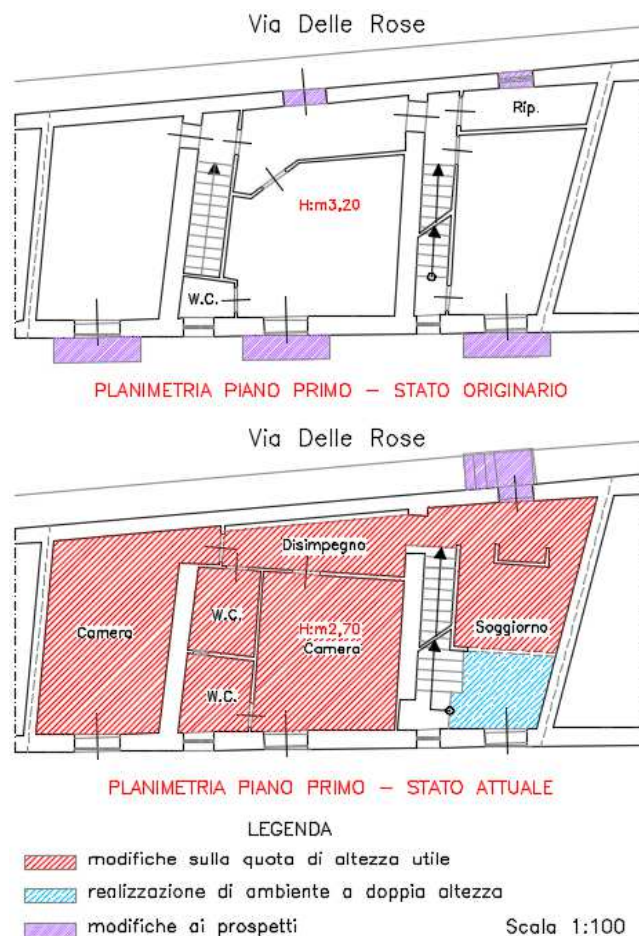 Via Delle Rose
Rip.
H:m3,20
W.C.
PLANIMETRIA PIANO PRIMO – STATO ORIGINARIO
Via Delle Rose
Disimpegno
Camera
W.C.
H:m2,70
Camera
Soggiorno
W.C.
PLANIMETRIA PIANO PRIMO – STATO ATTUALE
LEGENDA
modifiche sulla quota di altezza utile
realizzazione di ambiente a doppia altezza
modifiche ai prospetti
Scala 1:100